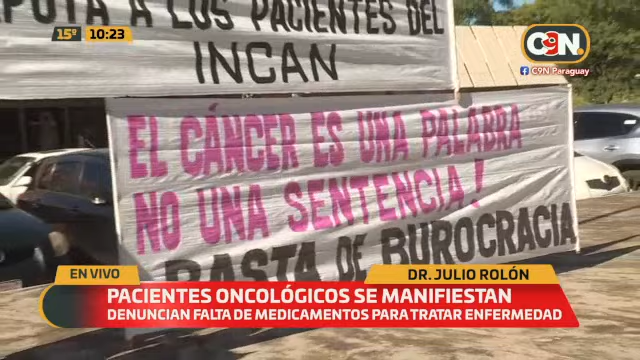 15° 10:23
C9N
C9N Paraguay
A LOS PACIENTES DEL
INCAN
EL CÁNCER ES UNA PALABRA
NO UNA SENTENCIA!
BASTA DE BUROCRACIA
EN VIVO
DR. JULIO ROLÓN
PACIENTES ONCOLÓGICOS SE MANIFIESTAN
DENUNCIAN FALTA DE MEDICAMENTOS PARA TRATAR ENFERMEDAD